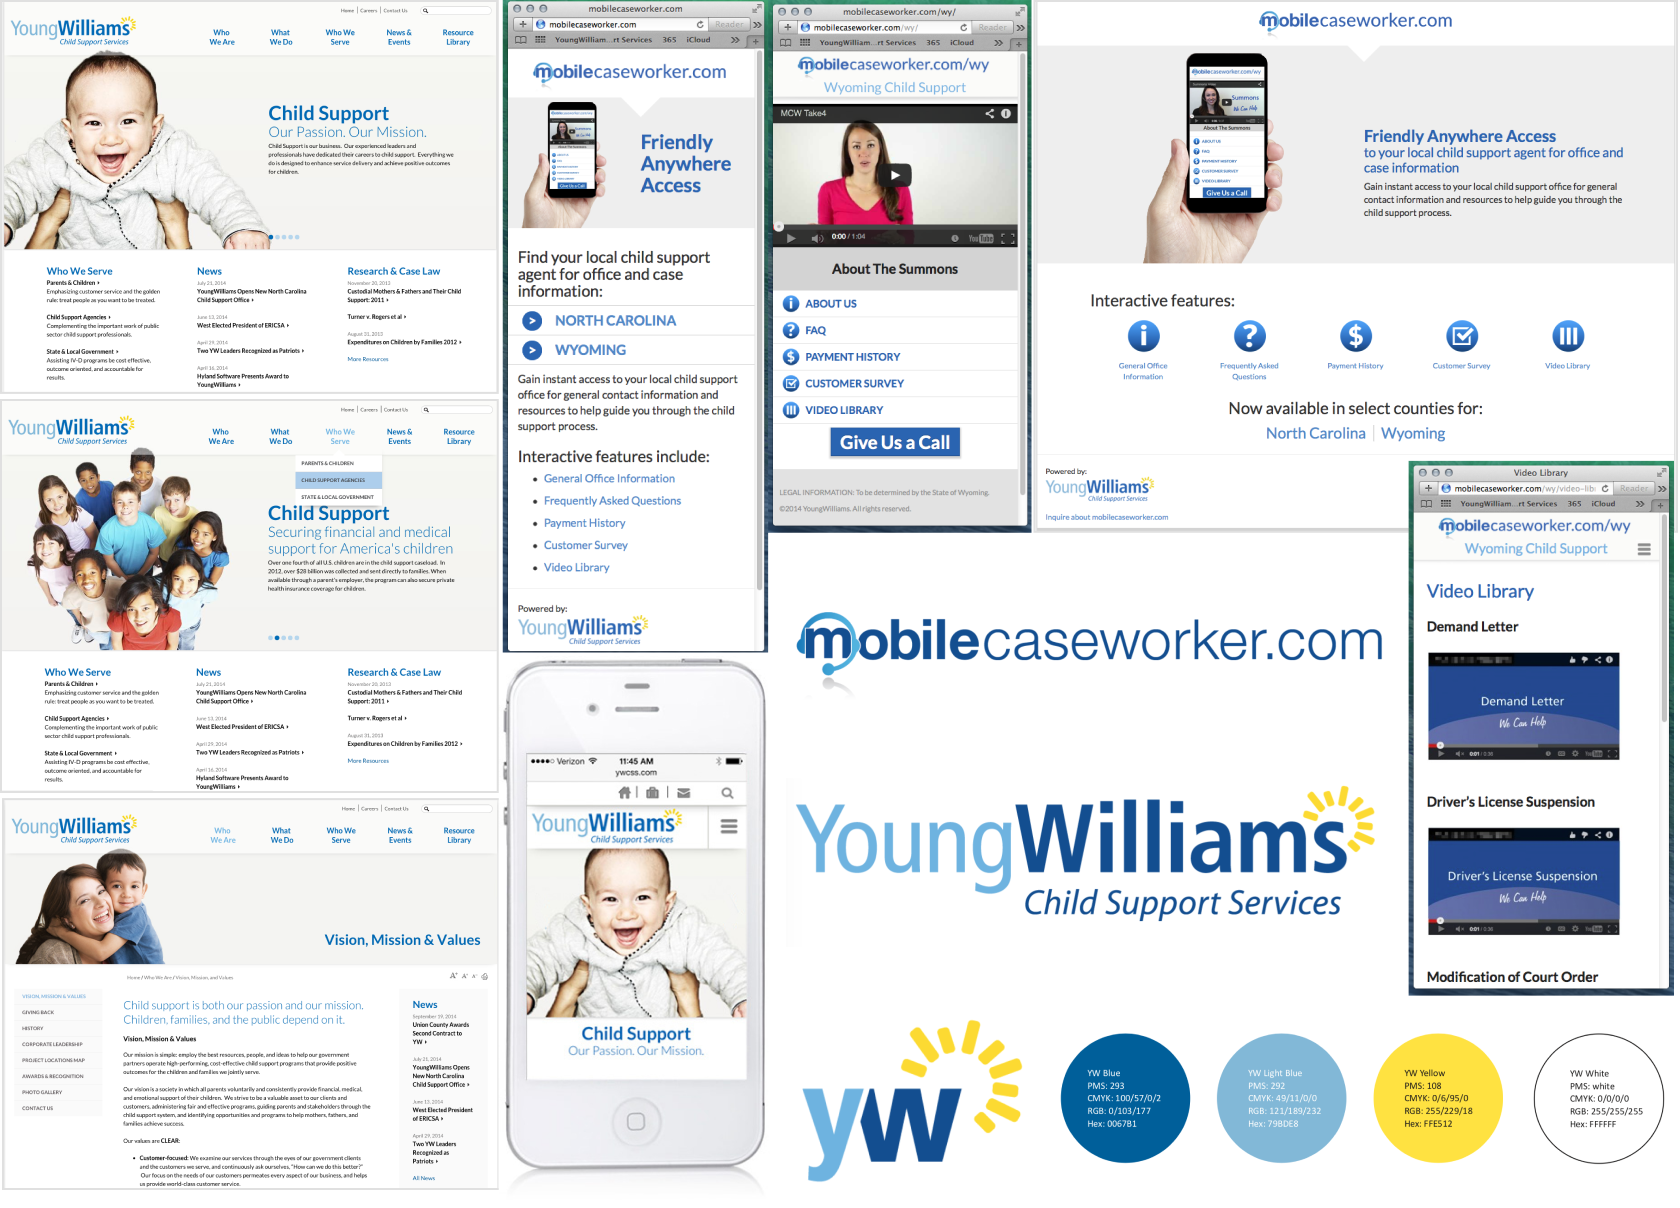 Home | Careers | Contact Us
YoungWilliams
Child Support Services
Who We Are
What We Do
Who We Serve
News & Events
Resource Library
Child Support
Our Passion. Our Mission.
Child Support is our business. Our experienced leaders and
professionals have dedicated their careers to child support. Everything we
do is designed to enhance service delivery and achieve positive outcomes
for children.
Who We Serve
Parents & Children
Emphasizing customer service and the golden
rule: treat people as you want to be treated.
Child Support Agencies
Complementing the important work of public
sector child support professionals.
State & Local Government
Assisting IV-D programs be cost effective,
outcome oriented, and accountable for
results.
News
July 21, 2014
YoungWilliams Opens New North Carolina
Child Support Office
June 13, 2014
West Elected President of ERICSA
April 29, 2014
Two YW Leaders Recognized as Patriots
April 16, 2014
Hyland Software Presents Award to
YoungWilliams
Research & Case Law
November 20, 2013
Custodial Mothers & Fathers and Their Child
Support: 2011
Turner v. Rogers et al
August 31, 2013
Expenditures on Children by Families 2012
More Resources
Home | Careers | Contact Us
YoungWilliams
Child Support Services
Who We Are
What We Do
Who We Serve
News & Events
Resource Library
PARENTS & CHILDREN
CHILD SUPPORT AGENCIES
STATE & LOCAL GOVERNMENT
Child Support
Securing financial and medical
support for America's children
Over one fourth of all U.S. children are in the child support caseload. In
2012, over $28 billion was collected and sent directly to families. When
available through a parent's employer, the program can also secure private
health insurance coverage for children.
Who We Serve
Parents & Children
Emphasizing customer service and the golden
rule: treat people as you want to be treated.
Child Support Agencies
Complementing the important work of public
sector child support professionals.
State & Local Government
Assisting IV-D programs be cost effective,
outcome oriented, and accountable for
results.
News
July 21, 2014
YoungWilliams Opens New North Carolina
Child Support Office
June 13, 2014
West Elected President of ERICSA
April 29, 2014
Two YW Leaders Recognized as Patriots
April 16, 2014
Hyland Software Presents Award to
YoungWilliams
Research & Case Law
November 20, 2013
Custodial Mothers & Fathers and Their Child
Support: 2011
Turner v. Rogers et al
August 31, 2013
Expenditures on Children by Families 2012
More Resources
Home | Careers | Contact Us
YoungWilliams
Child Support Services
Who We Are
What We Do
Who We Serve
News & Events
Resource Library
Vision, Mission & Values
Home / Who We Are / Vision, Mission, and Values
VISION, MISSION & VALUES
GIVING BACK
HISTORY
CORPORATE LEADERSHIP
PROJECT LOCATIONS MAP
AWARDS & RECOGNITION
PHOTO GALLERY
CONTACT US
Child support is both our passion and our mission.
Children, families, and the public depend on it.
Vision, Mission & Values
Our mission is simple: employ the best resources, people, and ideas to help our government
partners operate high-performing, cost-effective child support programs that provide positive
outcomes for the children and families we jointly serve.
Our vision is a society in which all parents voluntarily and consistently provide financial, medical,
and emotional support of their children. We strive to be a valuable asset to our clients and
customers, administering fair and effective programs, guiding parents and stakeholders through the
child support system, and identifying opportunities and programs to help mothers, fathers, and
families achieve success.
Our values are CLEAR:
• Customer-focused: We examine our services through the eyes of our government clients
and the customers we serve, and continuously ask ourselves, "How can we do this better?"
Our focus on the needs of our customers permeates every aspect of our business, and helps
us provide world-class customer service.
News
September 19, 2014
Union County Awards
Second Contract to
YW
July 21, 2014
YoungWilliams Opens
New North Carolina
Child Support Office
June 13, 2014
West Elected President
of ERICSA
April 29, 2014
Two YW Leaders
Recognized as
Patriots
All News
mobilecaseworker.com
mobilecaseworker.com
Reader
YoungWilliam...rt Services 365 iCloud
mobilecaseworker.com
Friendly
Anywhere
Access
Find your local child support
agent for office and case
information:
NORTH CAROLINA
WYOMING
Gain instant access to your local child support
office for general contact information and
resources to help guide you through the child
support process.
Interactive features include:
• General Office Information
• Frequently Asked Questions
• Payment History
• Customer Survey
• Video Library
Powered by:
YoungWilliams
Child Support Services
Verizon 11:45 AM
ywcss.com
YoungWilliams
Child Support Services
Child Support
Our Passion. Our Mission.
mobilecaseworker.com/wy/
mobilecaseworker.com/wy/
Reader
YoungWilliam...rt Services 365 iCloud
mobilecaseworker.com/wy
Wyoming Child Support
MCW Take4
0:00 / 1:04
YouTube
About The Summons
ABOUT US
FAQ
PAYMENT HISTORY
CUSTOMER SURVEY
VIDEO LIBRARY
Give Us a Call
LEGAL INFORMATION: To be determined by the State of Wyoming.
©2014 YoungWilliams. All rights reserved.
mobilecaseworker.com
mobilecaseworker.com/wy
Summons
We Can Help
About The Summons
ABOUT US
FAQ
PAYMENT HISTORY
CUSTOMER SURVEY
VIDEO LIBRARY
Give Us a Call
Friendly Anywhere Access
to your local child support agent for office and
case information
Gain instant access to your local child support office for general
contact information and resources to help guide you through the
child support process.
Interactive features:
General Office
Information
Frequently Asked
Questions
Payment History
Customer Survey
Video Library
Now available in select counties for:
North Carolina | Wyoming
Powered by:
YoungWilliams
Child Support Services
Inquire about mobilecaseworker.com
Video Library
mobilecaseworker.com/wy/video-lib
Reader
YoungWilliam...rt Services 365 iCloud
mobilecaseworker.com/wy
Wyoming Child Support
Video Library
Demand Letter
Demand Letter
We Can Help
0:01 / 0:36
YouTube
Driver's License Suspension
Driver's License Suspension
We Can Help
YouTube
Modification of Court Order
mobilecaseworker.com
YoungWilliams
Child Support Services
yw
YW Blue
PMS: 293
CMYK: 100/57/0/2
RGB: 0/103/177
Hex: 0067B1
YW Light Blue
PMS: 292
CMYK: 49/11/0/0
RGB: 121/189/232
Hex: 79BDE8
YW Yellow
PMS: 108
CMYK: 0/6/95/0
RGB: 255/229/18
Hex: FFE512
YW White
PMS: white
CMYK: 0/0/0/0
RGB: 255/255/255
Hex: FFFFFF